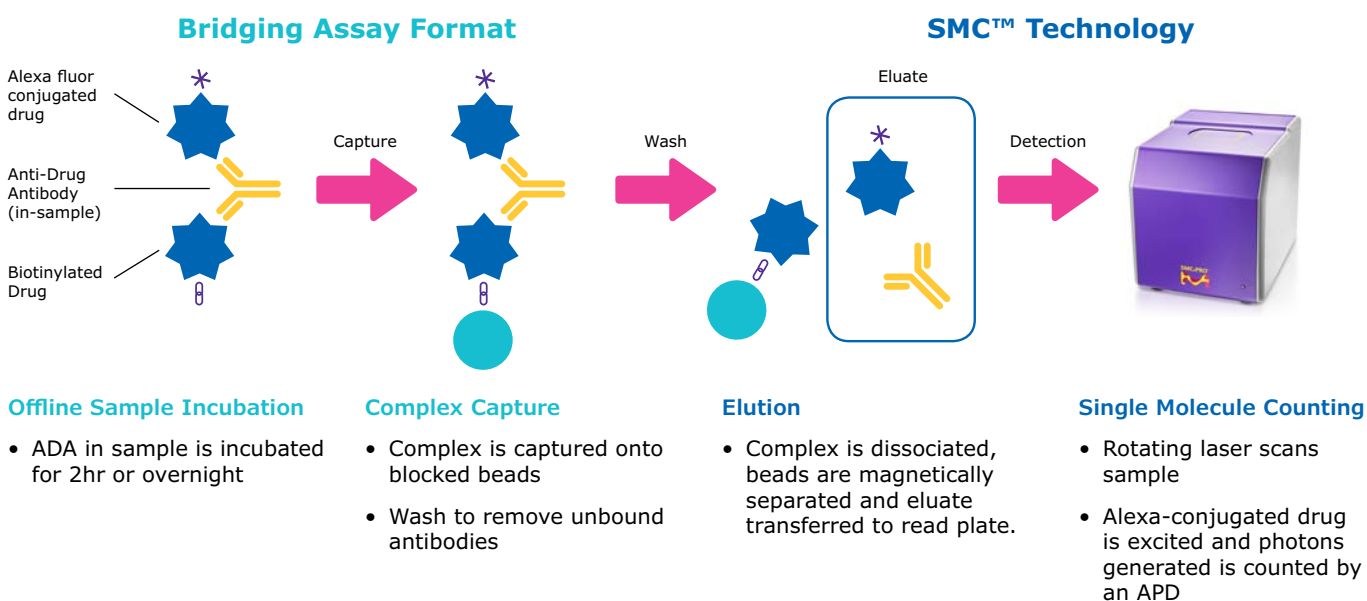 Bridging Assay Format
SMC™ Technology
Alexa fluor
conjugated
drug
Anti-Drug
Antibody
(in-sample)
Biotinylated
Drug
Capture
Wash
Eluate
Detection
SMC PRO
Offline Sample Incubation
• ADA in sample is incubated
for 2hr or overnight
Complex Capture
• Complex is captured onto
blocked beads
• Wash to remove unbound
antibodies
Elution
• Complex is dissociated,
beads are magnetically
separated and eluate
transferred to read plate.
Single Molecule Counting
• Rotating laser scans
sample
• Alexa-conjugated drug
is excited and photons
generated is counted by
an APD